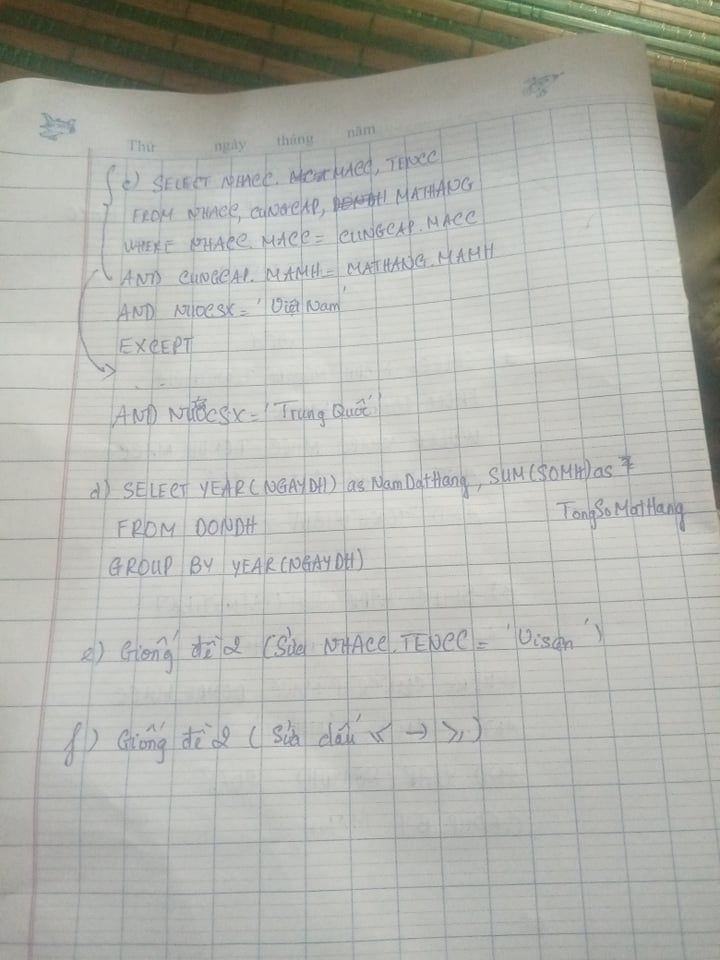 Thứ ngày tháng năm
c) SELECT NHACC. MACC, TENCC
FROM NHACC, CUNGCAP, MATHANG
WHERE NHACC. MACC = CUNGCAP. MACC
AND CUNGCAP. MAMH = MATHANG. MAMH
AND NUOCSX = 'Việt Nam'
EXCEPT
. .
AND NUOCSX = 'Trung Quốc'
d) SELECT YEAR(NGAYDH) as NamDatHang, SUM(SOMH) as
TongSoMatHang
FROM DONDH
GROUP BY YEAR(NGAYDH)
e) Giống đề 2 (Sửa NHACC. TENCC = 'Visan')
f) Giống đề 2 (Sửa dấu ≤ → ≥)